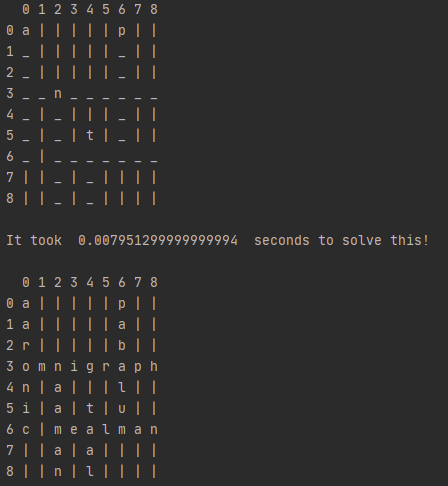 0 1 2 3 4 5 6 7 8
0 a | | | | | p | |
1 _ | | | | | _ | |
2 _ | | | | | _ | |
3 _ _ n _ _ _ _ _ _
4 _ | _ | | | _ | |
5 _ | _ | t | _ | |
6 _ | _ _ _ _ _ _ _
7 | | _ | _ | | | |
8 | | _ | _ | | | |
It took  0.007951299999999994  seconds to solve this!
0 1 2 3 4 5 6 7 8
0 a | | | | | p | |
1 a | | | | | a | |
2 r | | | | | b | |
3 o m n i g r a p h
4 n | a | | | l | |
5 i | a | t | u | |
6 c | m e a l m a n
7 | | a | a | | | |
8 | | n | l | | | |